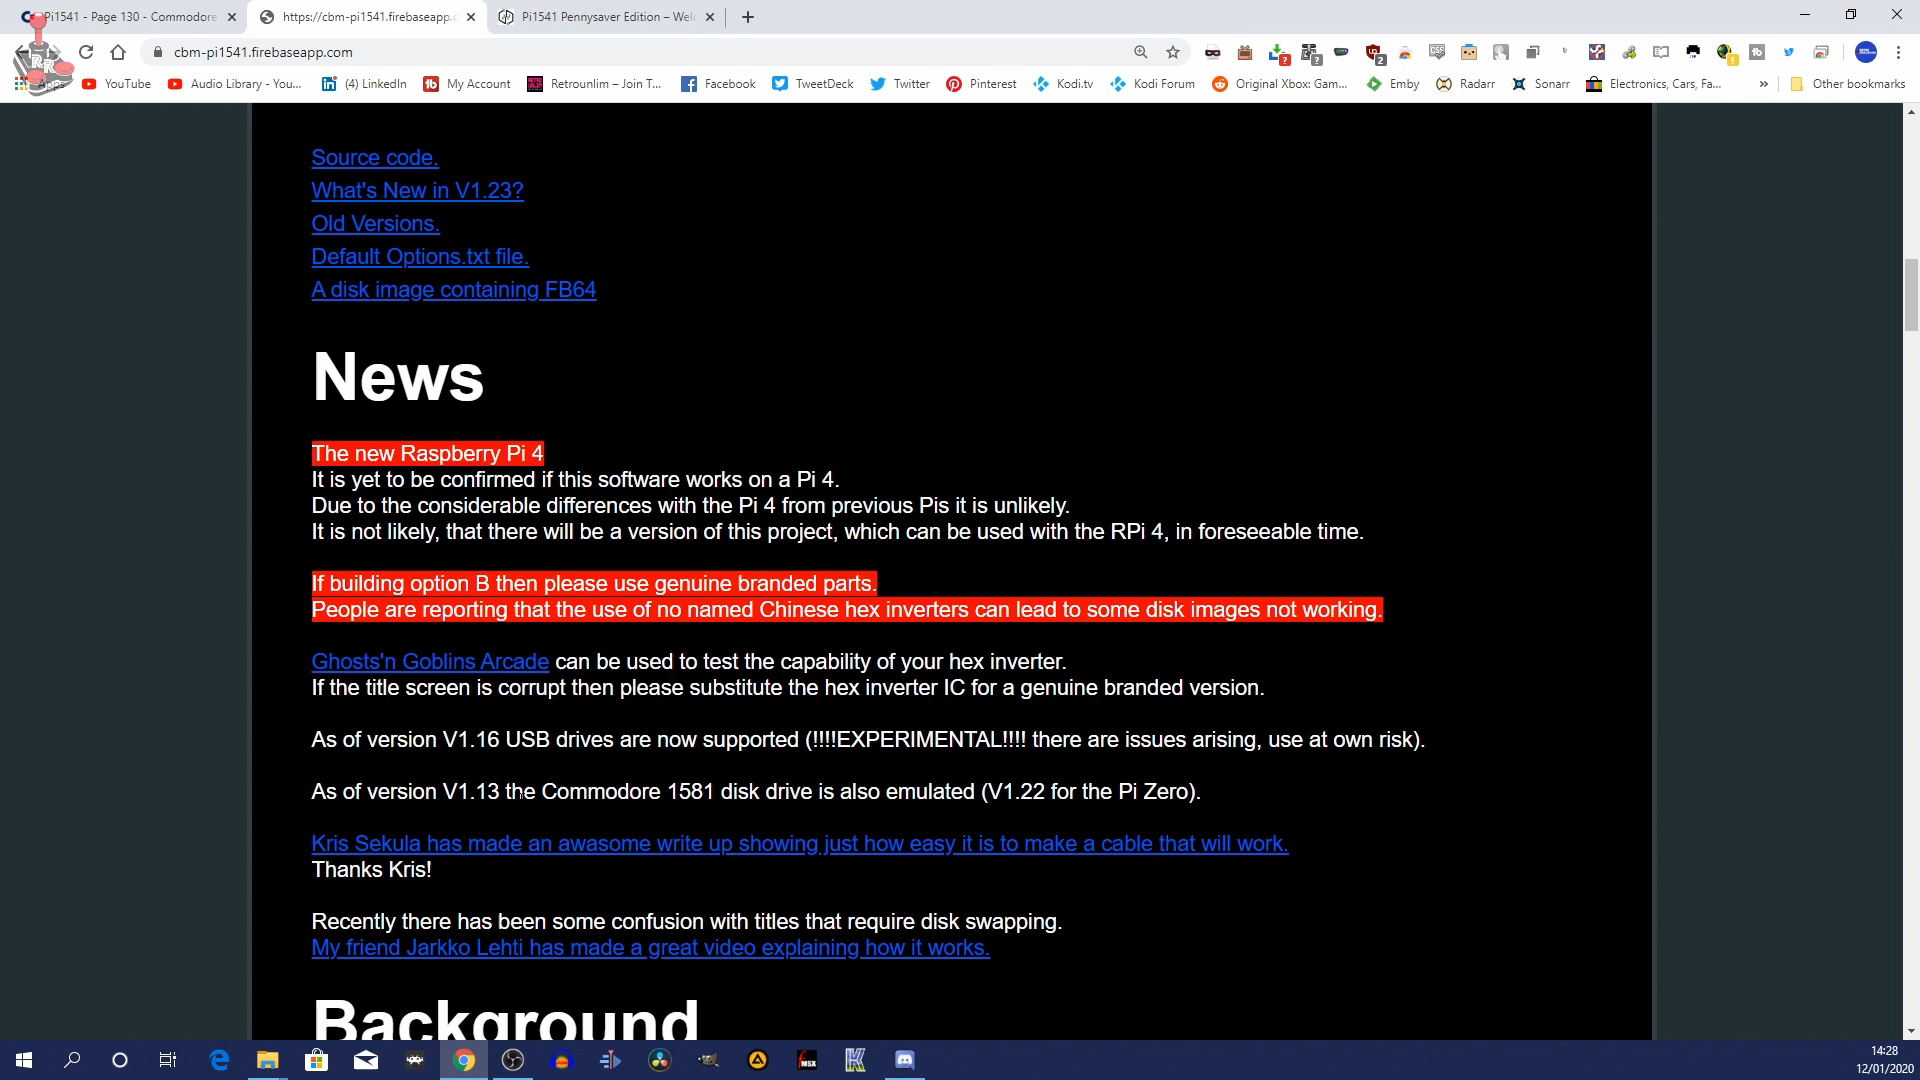 Pi1541 - Page 130 - Commodore
https://cbm-pi1541.firebaseapp.c
Pi1541 Pennysaver Edition – Wel
cbm-pi1541.firebaseapp.com
Apps
YouTube
Audio Library - You...
(4) LinkedIn
My Account
Retrounlim – Join T...
Facebook
TweetDeck
Twitter
Pinterest
Kodi.tv
Kodi Forum
Original Xbox: Gam...
Emby
Radarr
Sonarr
Electronics, Cars, Fa...
»
Other bookmarks
Source code.
What's New in V1.23?
Old Versions.
Default Options.txt file.
A disk image containing FB64
News
The new Raspberry Pi 4
It is yet to be confirmed if this software works on a Pi 4.
Due to the considerable differences with the Pi 4 from previous Pis it is unlikely.
It is not likely, that there will be a version of this project, which can be used with the RPi 4, in foreseeable time.
If building option B then please use genuine branded parts.
People are reporting that the use of no named Chinese hex inverters can lead to some disk images not working.
Ghosts'n Goblins Arcade can be used to test the capability of your hex inverter.
If the title screen is corrupt then please substitute the hex inverter IC for a genuine branded version.
As of version V1.16 USB drives are now supported (!!!!EXPERIMENTAL!!!! there are issues arising, use at own risk).
As of version V1.13 the Commodore 1581 disk drive is also emulated (V1.22 for the Pi Zero).
Kris Sekula has made an awasome write up showing just how easy it is to make a cable that will work.
Thanks Kris!
Recently there has been some confusion with titles that require disk swapping.
My friend Jarkko Lehti has made a great video explaining how it works.
Background
14:28
12/01/2020